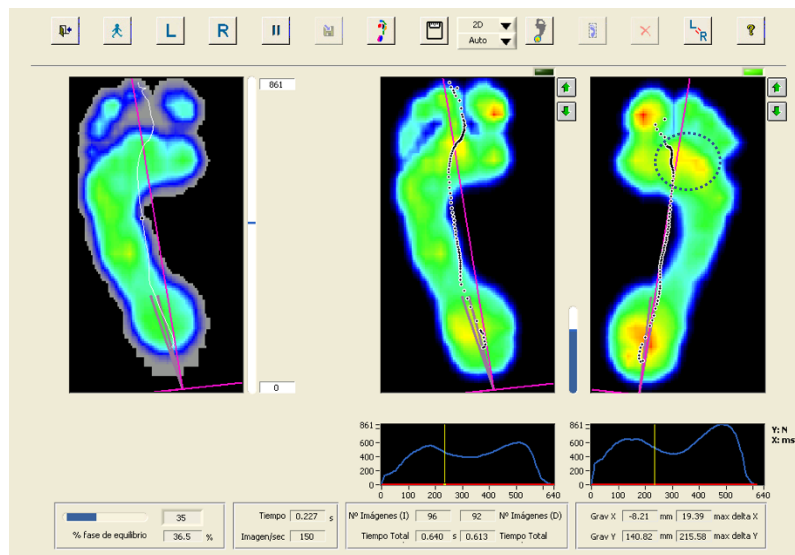 L R 2D
Auto
L R ?
861
0
861
600
400
200
0
0 100 200 300 400 500 640
861
600
400
200
0
0 100 200 300 400 500 640
Y: N
X: ms
35
% fase de equilibrio 36.5 %
Tiempo 0.227 s
Imagen/sec 150
Nº Imágenes (I) 96 92 Nº Imágenes (D)
Tiempo Total 0.640 s 0.613 Tiempo Total
Grav X -8.21 mm 19.39 max delta X
Grav Y 140.82 mm 215.58 max delta Y